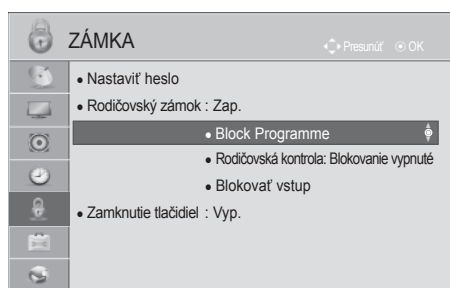 ZÁMKA
Presunúť OK
• Nastaviť heslo
• Rodičovský zámok : Zap.
• Block Programme
• Rodičovská kontrola: Blokovanie vypnuté
• Blokovať vstup
• Zamknutie tlačidiel : Vyp.